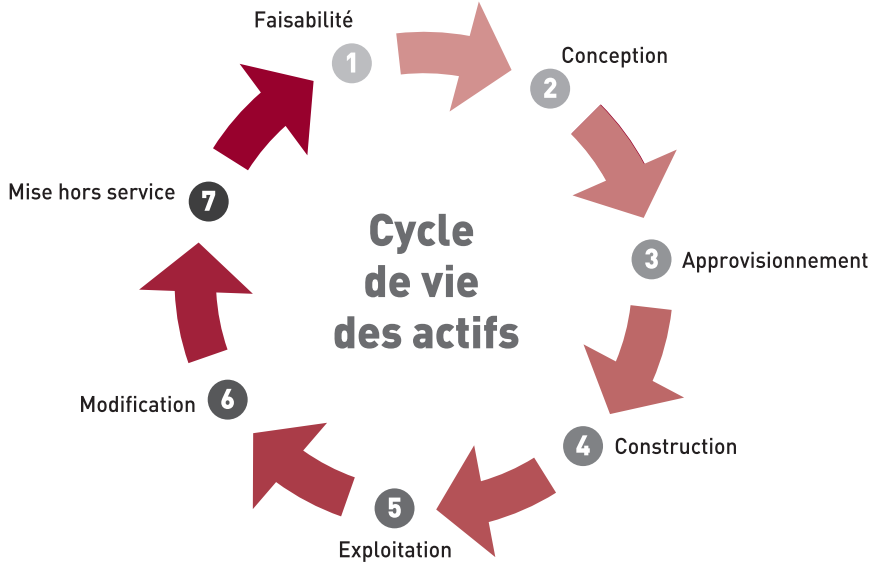 Faisabilité
1
Conception
2
3
Approvisionnement
4
Construction
5
Exploitation
6
Modification
7
Mise hors service
Cycle
de vie
des actifs